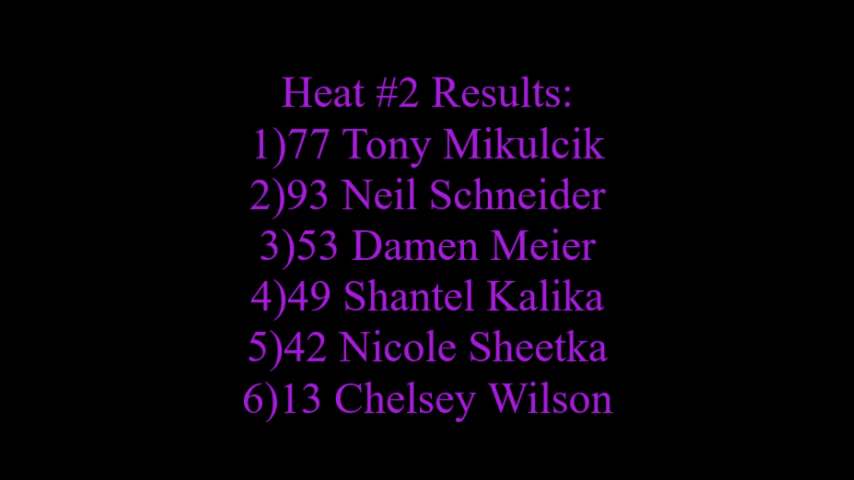 Heat #2 Results:
1)77 Tony Mikulcik
2)93 Neil Schneider
3)53 Damen Meier
4)49 Shantel Kalika
5)42 Nicole Sheetka
6)13 Chelsey Wilson